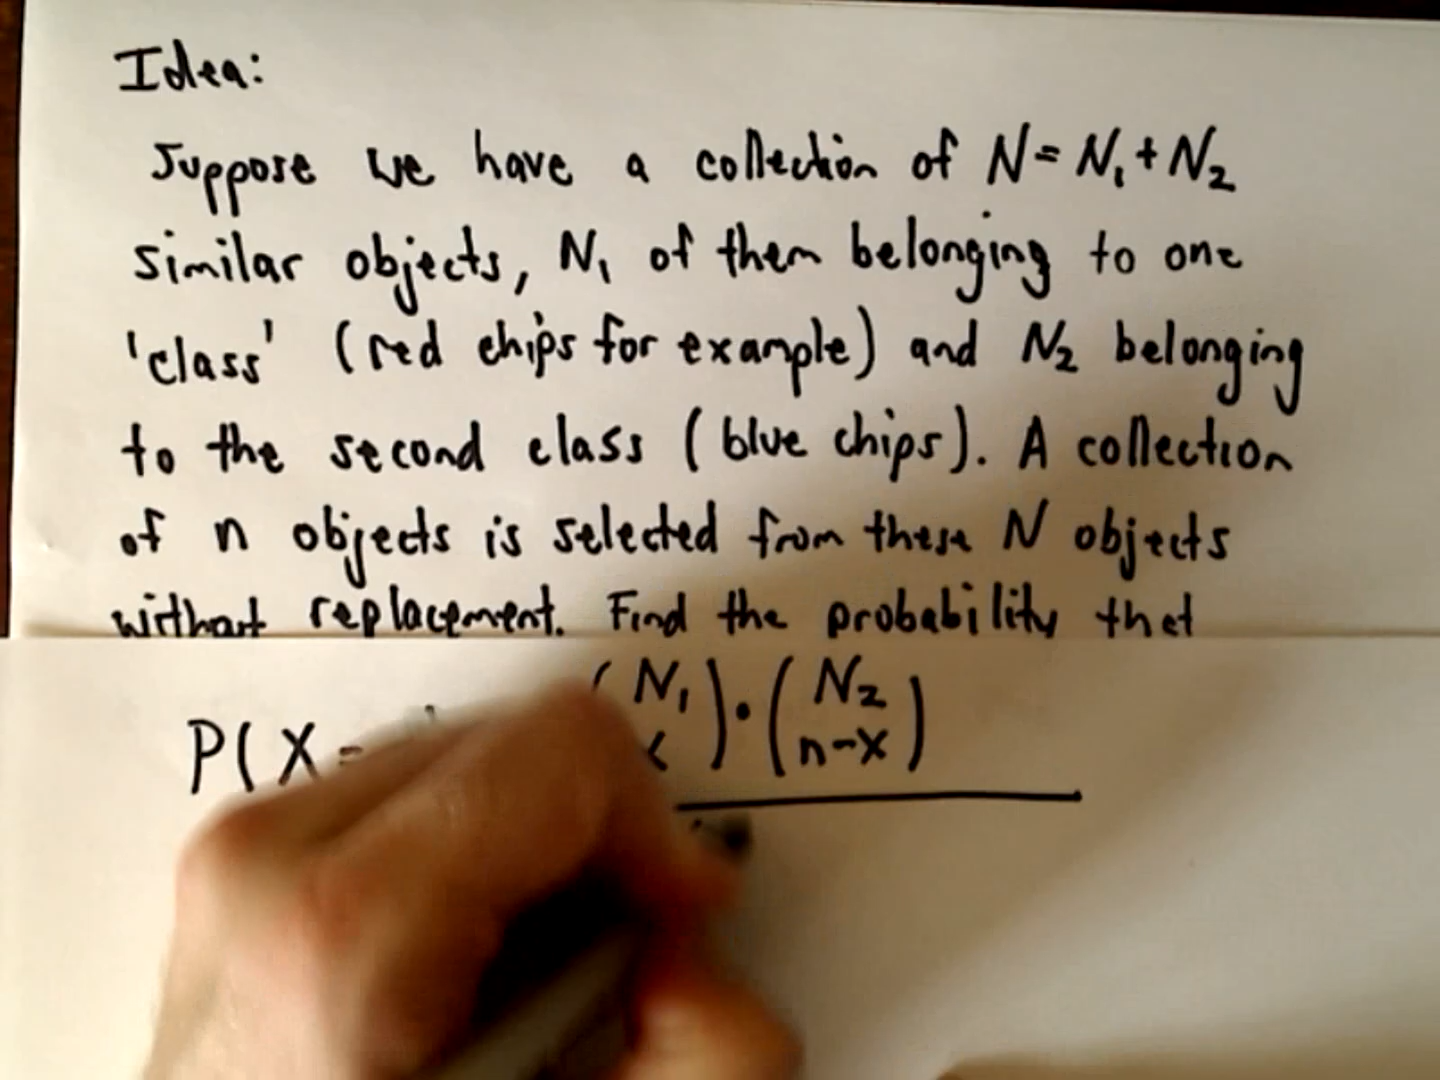 Idea:
Suppose we have a collection of N = N₁ + N₂
similar objects, N₁ of them belonging to one
'class' (red chips for example) and N₂ belonging
to the second class (blue chips). A collection
of n objects is selected from these N objects
without replacement. Find the probability that
P(X = (N₁) · (N₂
n-x)